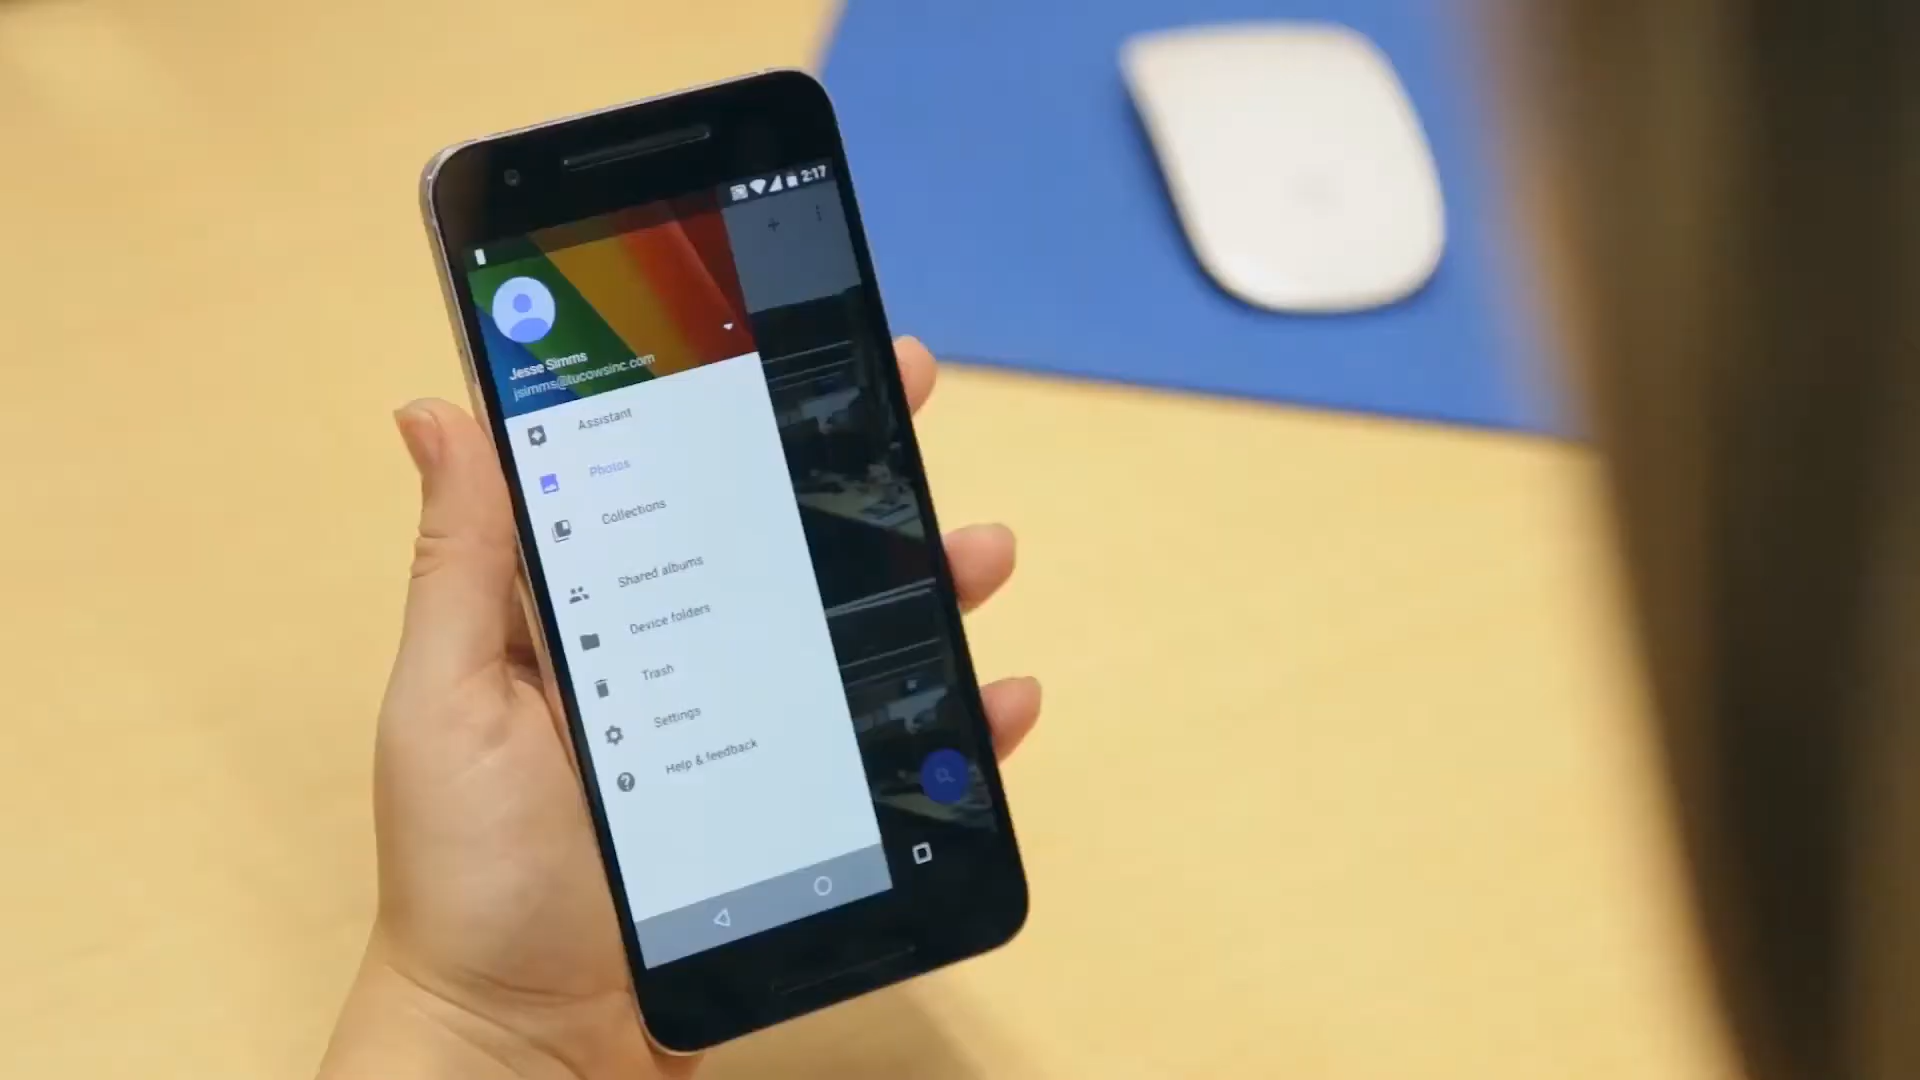 2:17
Jesse Simms
jsimms@tucowsinc.com
Assistant
Photos
Collections
Shared albums
Device folders
Trash
Settings
Help & feedback